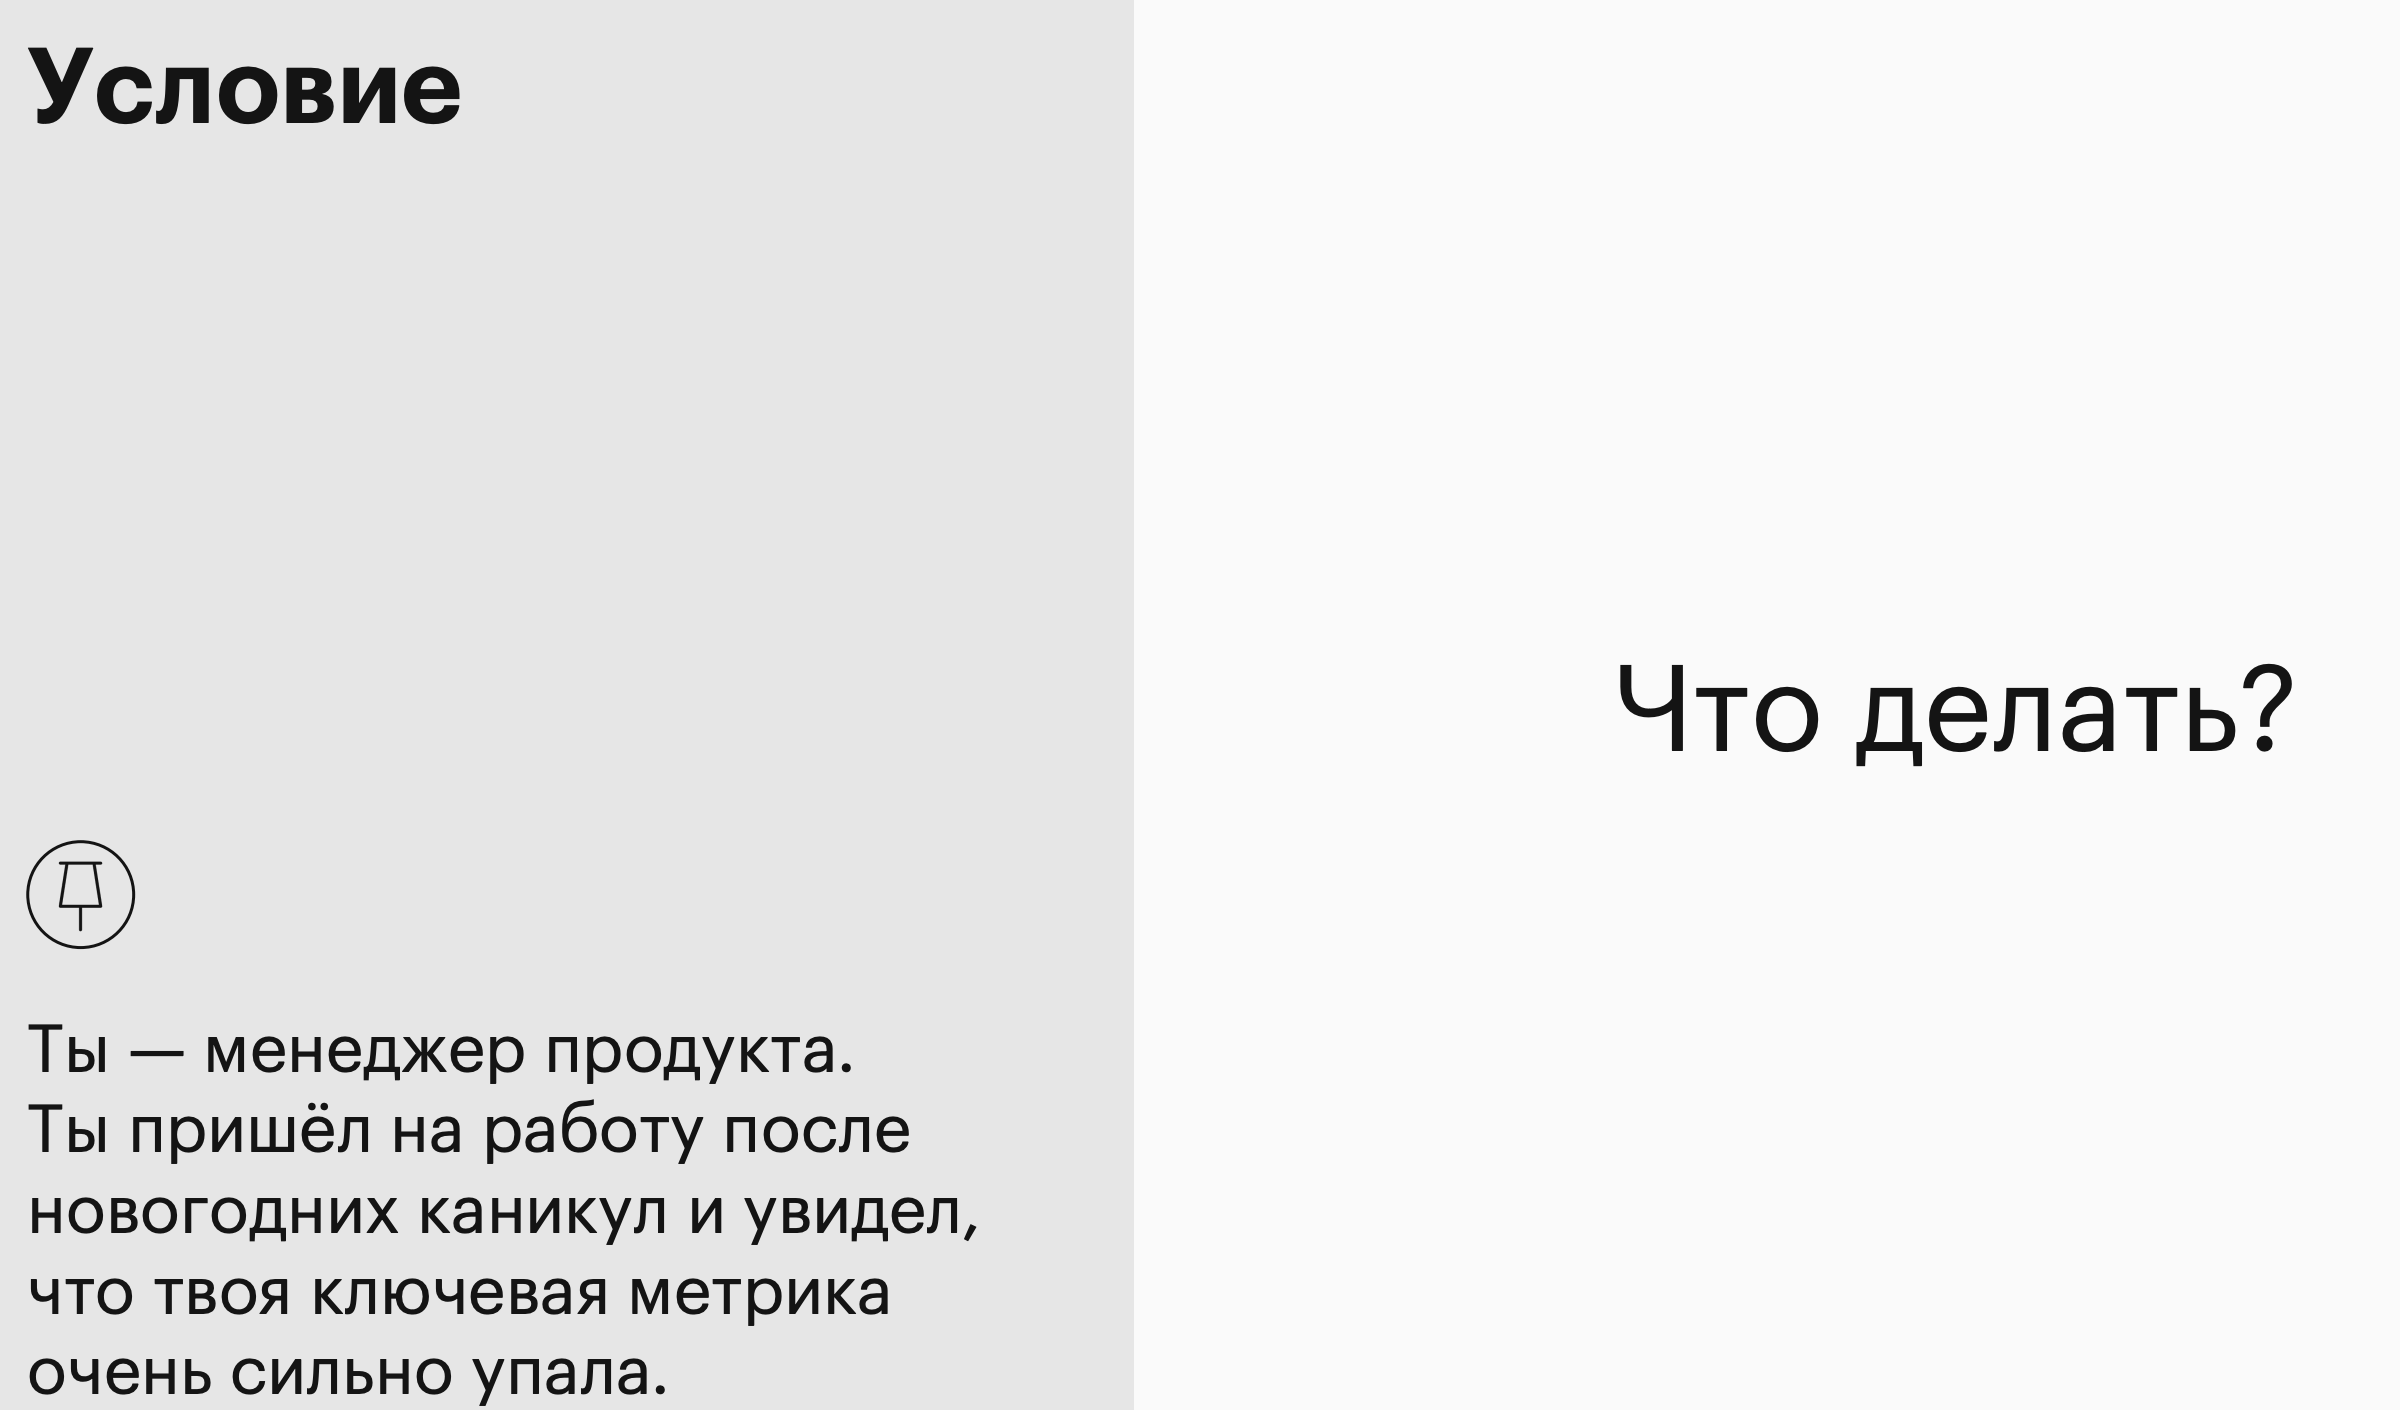 Условие
Что делать?
Ты — менеджер продукта.
Ты пришёл на работу после
новогодних каникул и увидел,
что твоя ключевая метрика
очень сильно упала.